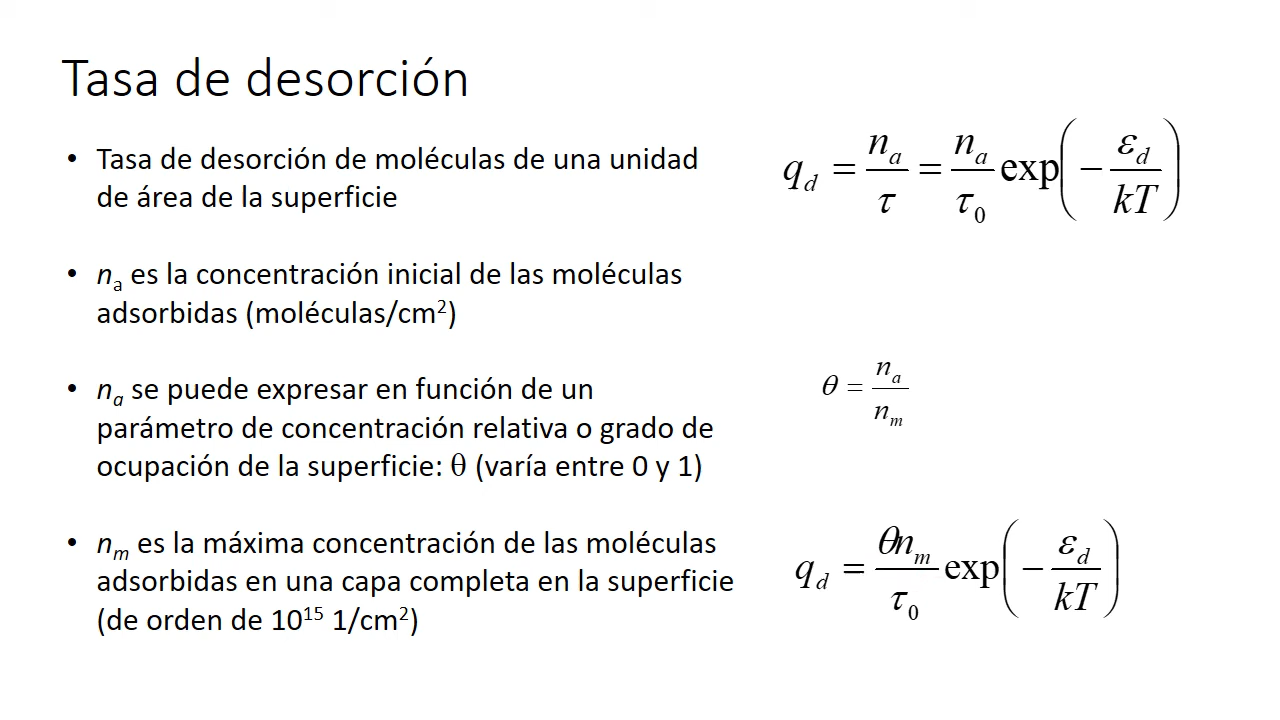 Tasa de desorción
• Tasa de desorción de moléculas de una unidad
de área de la superficie
q_d = n_a/τ = n_a/τ_0 exp(−ε_d/kT)
• n_a es la concentración inicial de las moléculas
adsorbidas (moléculas/cm²)
• n_a se puede expresar en función de un
parámetro de concentración relativa o grado de
ocupación de la superficie: θ (varía entre 0 y 1)
θ = n_a/n_m
• n_m es la máxima concentración de las moléculas
adsorbidas en una capa completa en la superficie
(de orden de 10¹⁵ 1/cm²)
q_d = θn_m/τ_0 exp(−ε_d/kT)